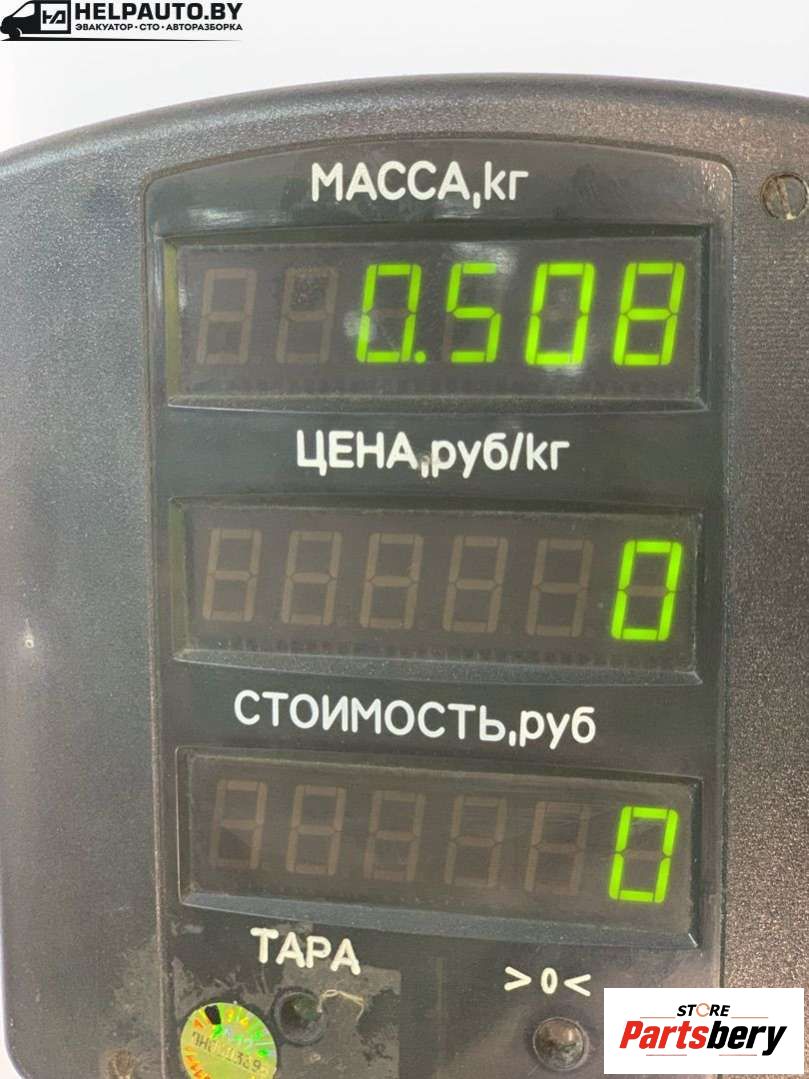 HELPAUTO.BY
ЭВАКУАТОР•СТО•АВТОРАЗБОРКА
МАССА,кг
0.508
ЦЕНА,руб/кг
0
СТОИМОСТЬ,руб
0
ТАРА
>0<
STORE
Partsbery